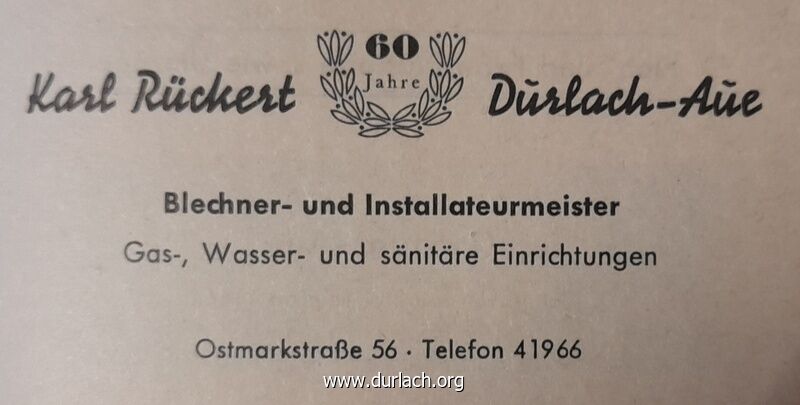 Karl Rückert 60 Jahre Durlach-Aue
Blechner- und Installateurmeister
Gas-, Wasser- und sänitäre Einrichtungen
Ostmarkstraße 56 · Telefon 41966
www.durlach.org